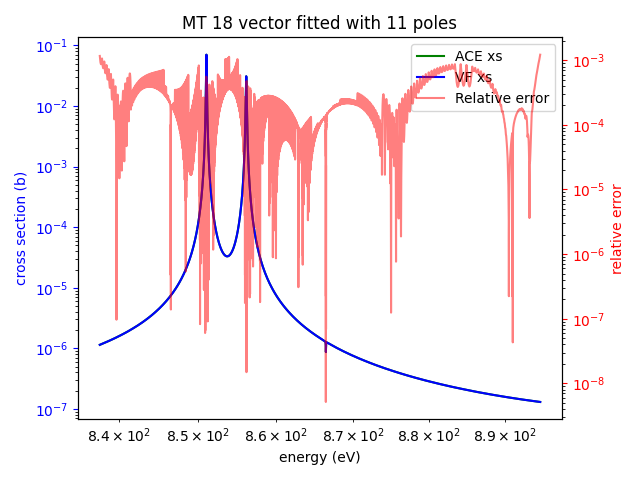 MT 18 vector fitted with 11 poles
ACE xs
VF xs
Relative error
cross section (b)
10⁻¹
10⁻²
10⁻³
10⁻⁴
10⁻⁵
10⁻⁶
10⁻⁷
10⁻³
10⁻⁴
10⁻⁵
10⁻⁶
10⁻⁷
10⁻⁸
relative error
8.4 × 10² 8.5 × 10² 8.6 × 10² 8.7 × 10² 8.8 × 10² 8.9 × 10²
energy (eV)